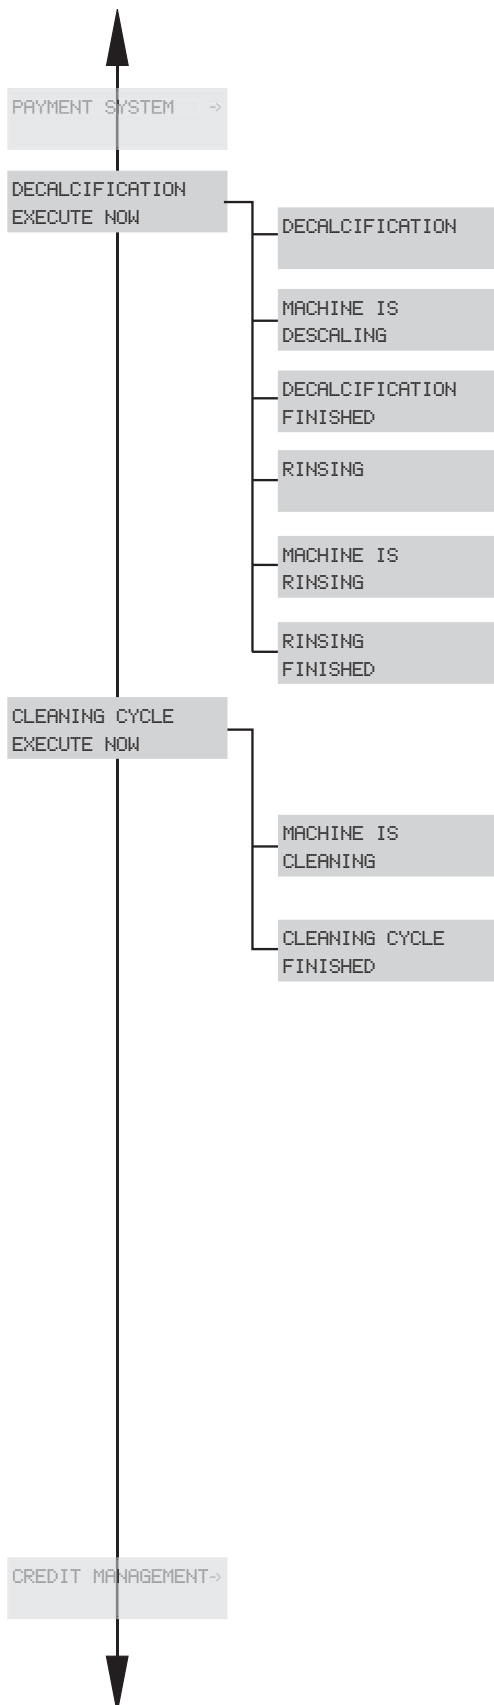 PAYMENT SYSTEM ->
DECALCIFICATION
EXECUTE NOW
DECALCIFICATION
MACHINE IS
DESCALING
DECALCIFICATION
FINISHED
RINSING
MACHINE IS
RINSING
RINSING
FINISHED
CLEANING CYCLE
EXECUTE NOW
MACHINE IS
CLEANING
CLEANING CYCLE
FINISHED
CREDIT MANAGEMENT->